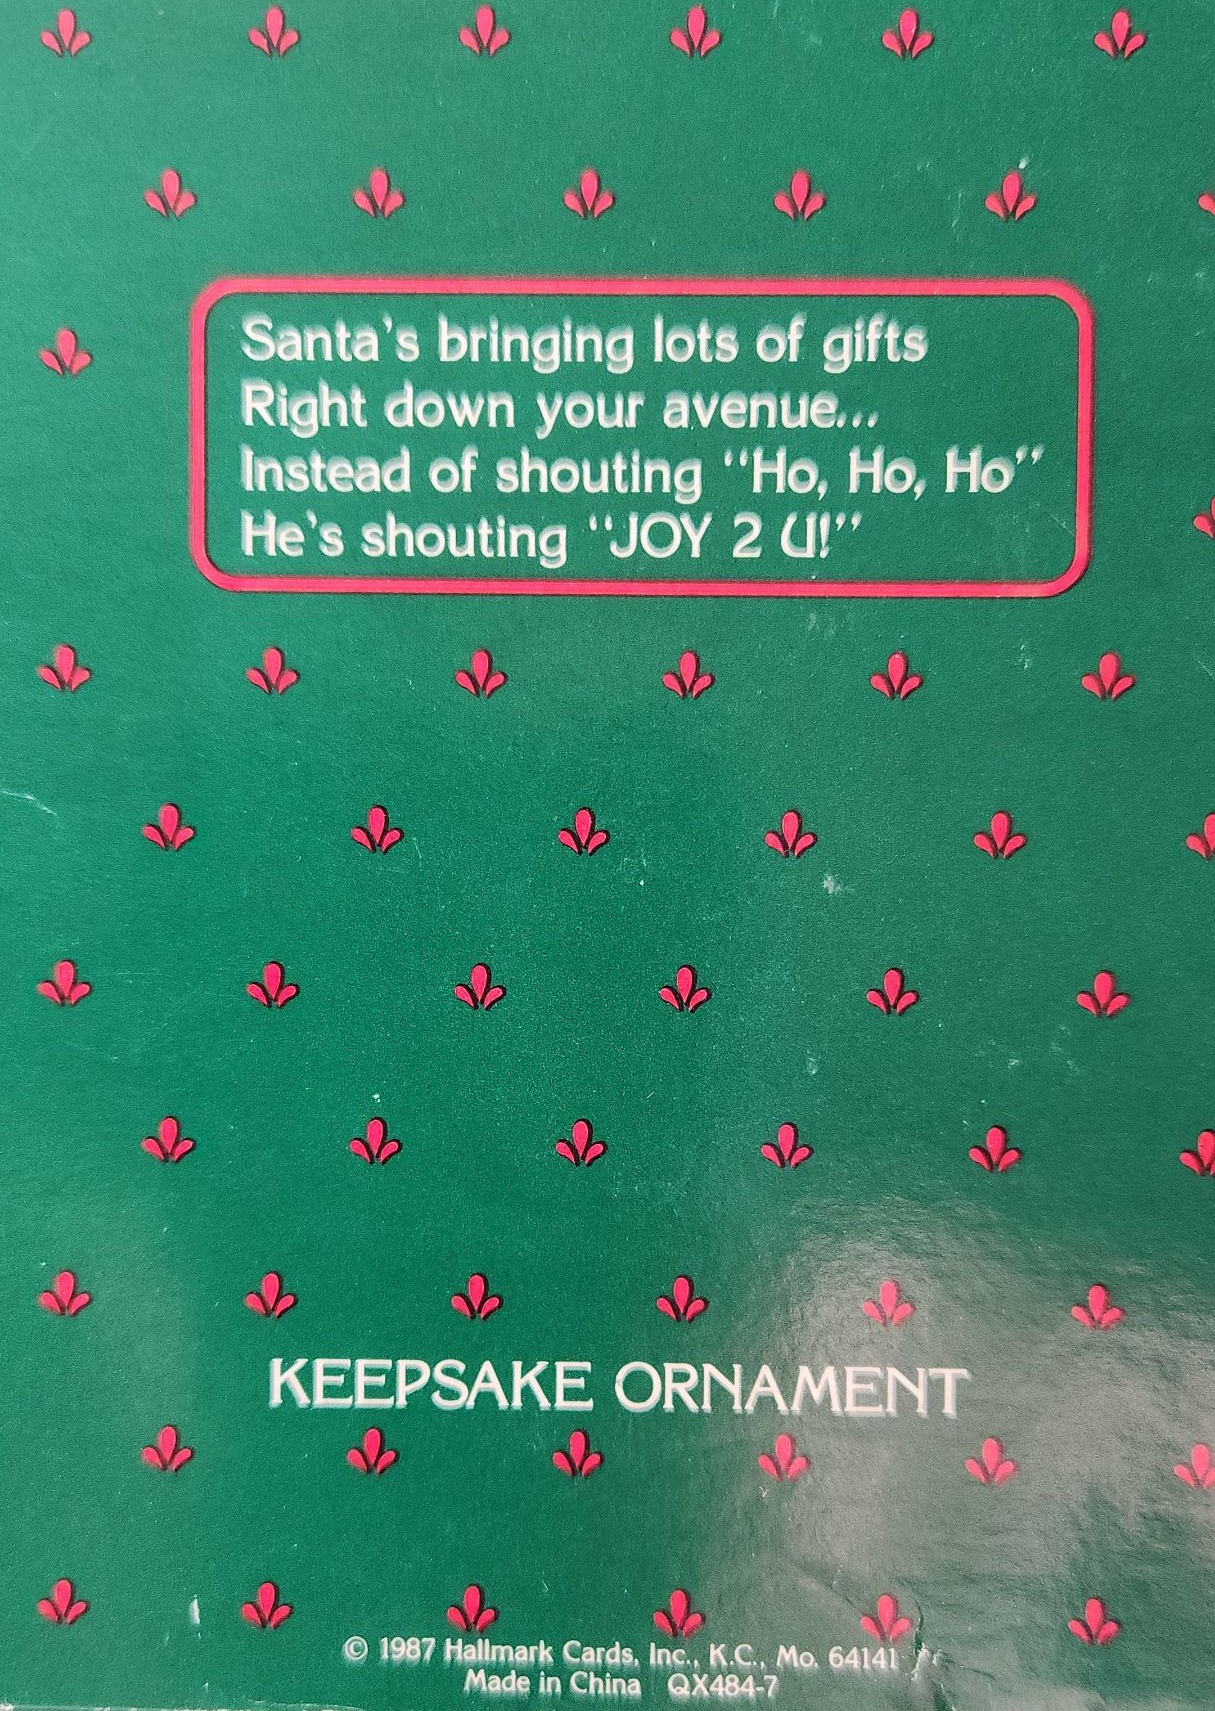 Santa's bringing lots of gifts
Right down your avenue...
Instead of shouting "Ho, Ho, Ho"
He's shouting "JOY 2 U!"
KEEPSAKE ORNAMENT
© 1987 Hallmark Cards, Inc., K.C., Mo. 64141
Made in China QX484-7